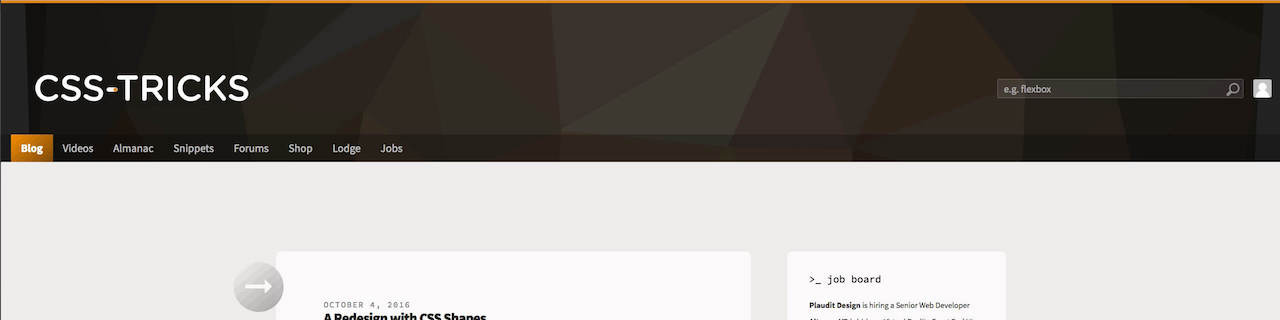 CSS-TRICKS
e.g. flexbox
Blog Videos Almanac Snippets Forums Shop Lodge Jobs
OCTOBER 4, 2016
A Redesign with CSS Shapes
>_ job board
Plaudit Design is hiring a Senior Web Developer